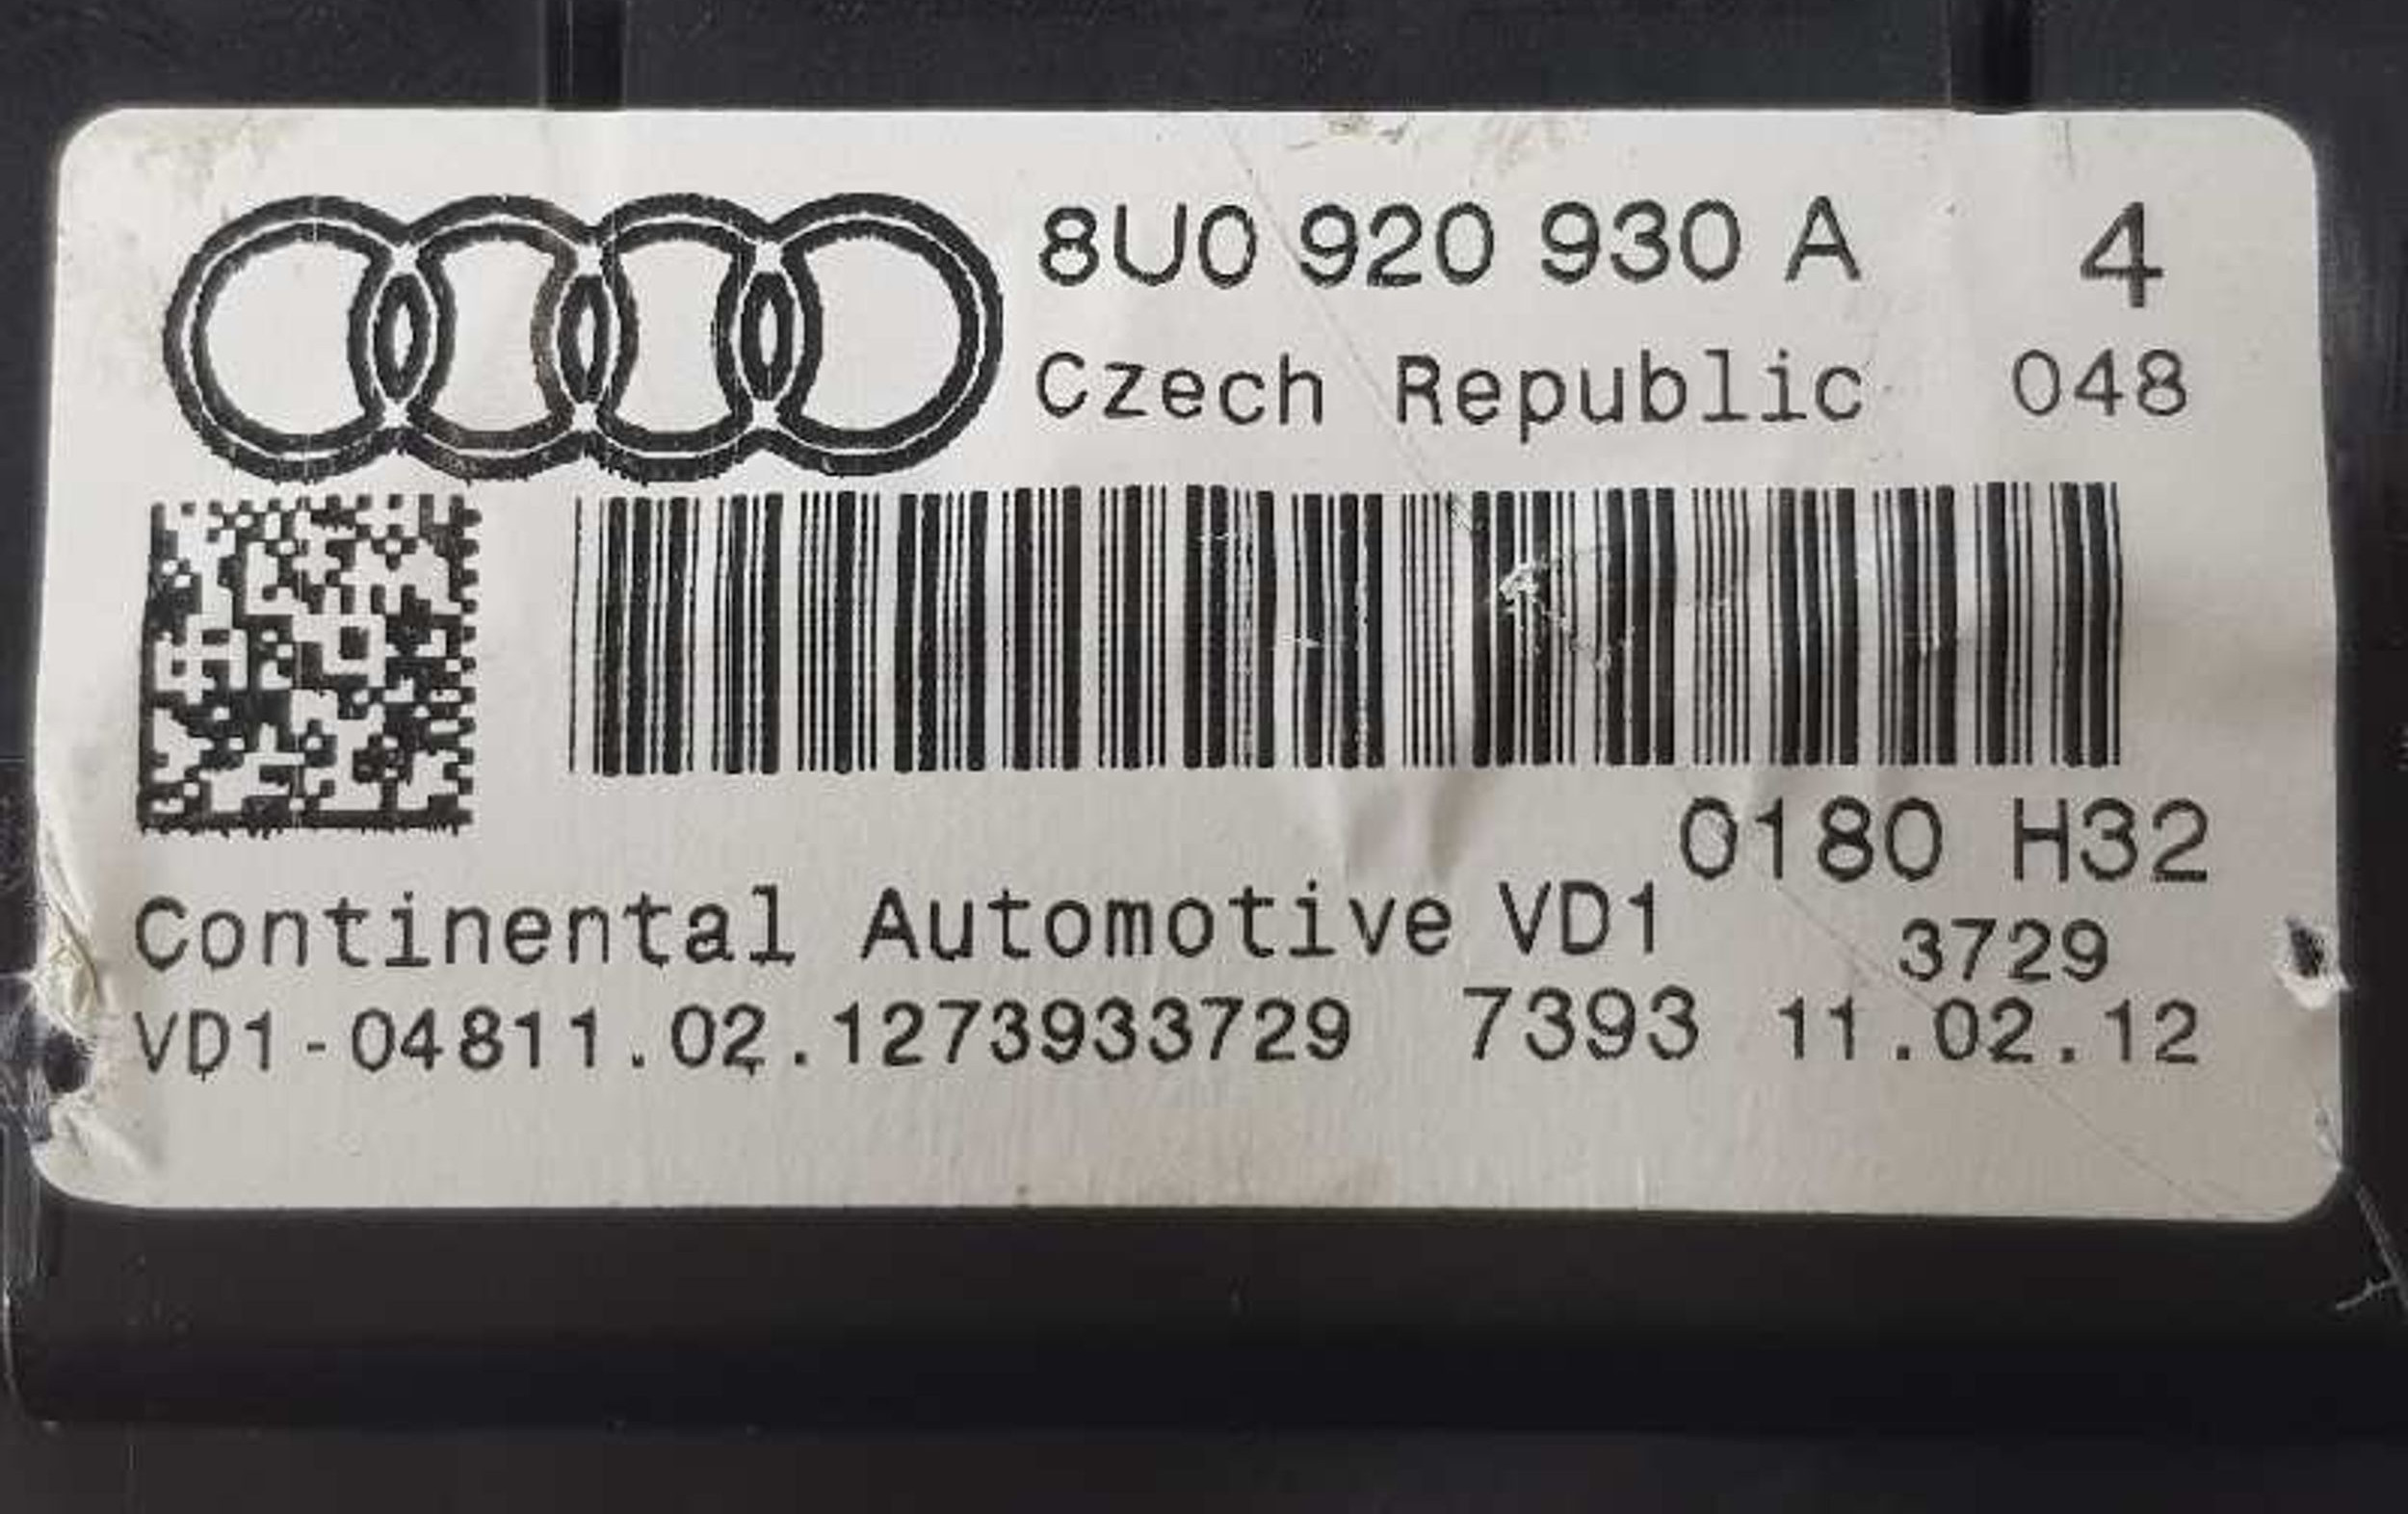 8U0 920 930 A 4
Czech Republic 048
0180 H32
Continental Automotive VD1
3729
VD1-04811.02.1273933729 7393 11.02.12